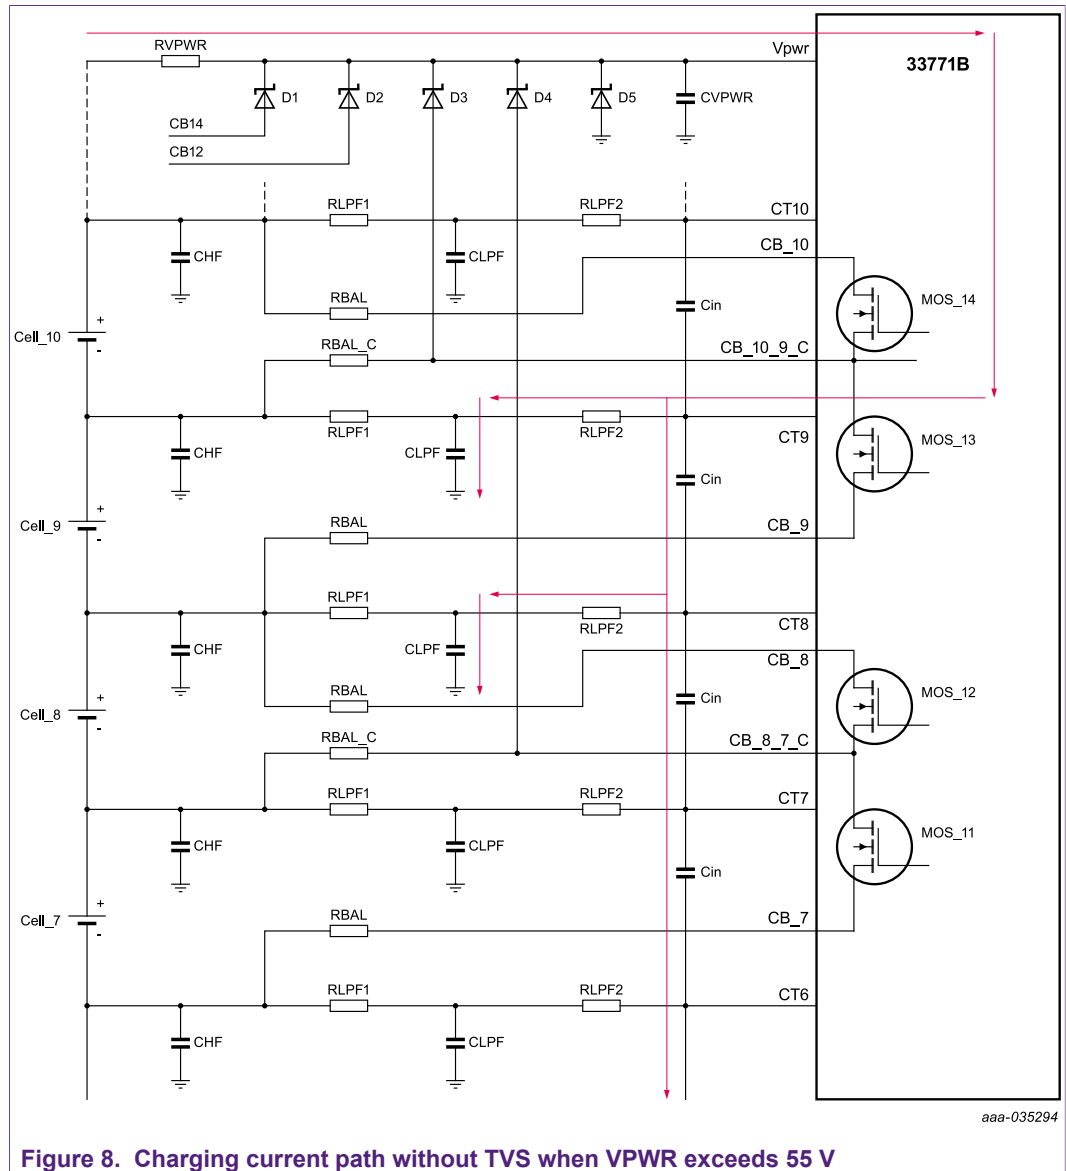 RVPWR
Vpwr
33771B
D1
D2
D3
D4
D5
CVPWR
CB14
CB12
RLPF1
RLPF2
CT10
CHF
CLPF
CB_10
RBAL
Cin
MOS_14
+
Cell_10
-
RBAL_C
CB_10_9_C
RLPF1
RLPF2
CT9
MOS_13
CHF
CLPF
Cin
+
Cell_9
-
RBAL
CB_9
RLPF1
RLPF2
CT8
CHF
CLPF
CB_8
RBAL
Cin
MOS_12
+
Cell_8
-
RBAL_C
CB_8_7_C
RLPF1
RLPF2
CT7
MOS_11
CHF
CLPF
Cin
+
Cell_7
-
RBAL
CB_7
RLPF1
RLPF2
CT6
CHF
CLPF
aaa-035294
Figure 8. Charging current path without TVS when VPWR exceeds 55 V